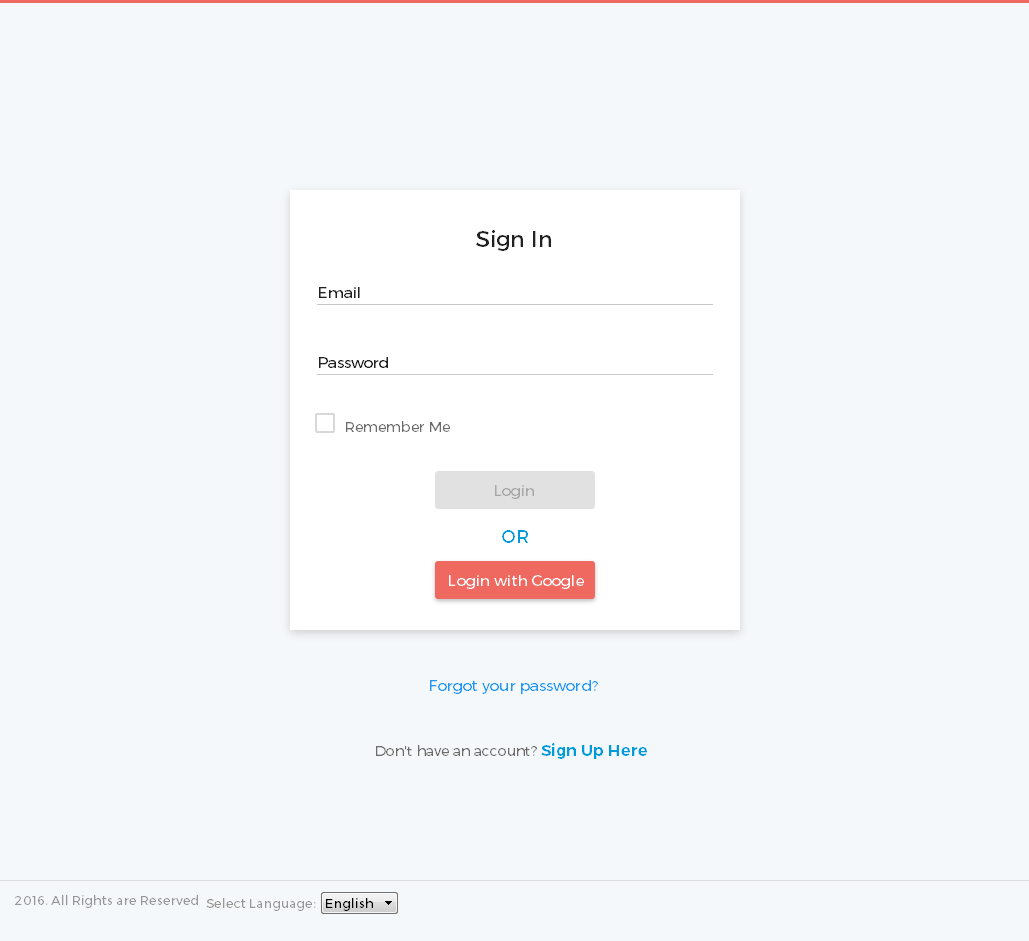 Sign In
Email
Password
Remember Me
Login
OR
Login with Google
Forgot your password?
Don't have an account? Sign Up Here
2016. All Rights are Reserved Select Language: English